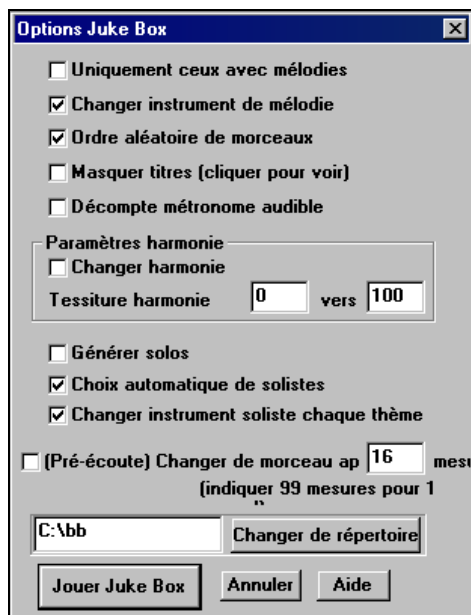 Options Juke Box
Uniquement ceux avec mélodies
Changer instrument de mélodie
Ordre aléatoire de morceaux
Masquer titres (cliquer pour voir)
Décompte métronome audible
Paramètres harmonie
Changer harmonie
Tessiture harmonie 0 vers 100
Générer solos
Choix automatique de solistes
Changer instrument soliste chaque thème
(Pré-écoute) Changer de morceau ap 16 mesu
(indiquer 99 mesures pour 1
C:\bb Changer de répertoire
Jouer Juke Box Annuler Aide